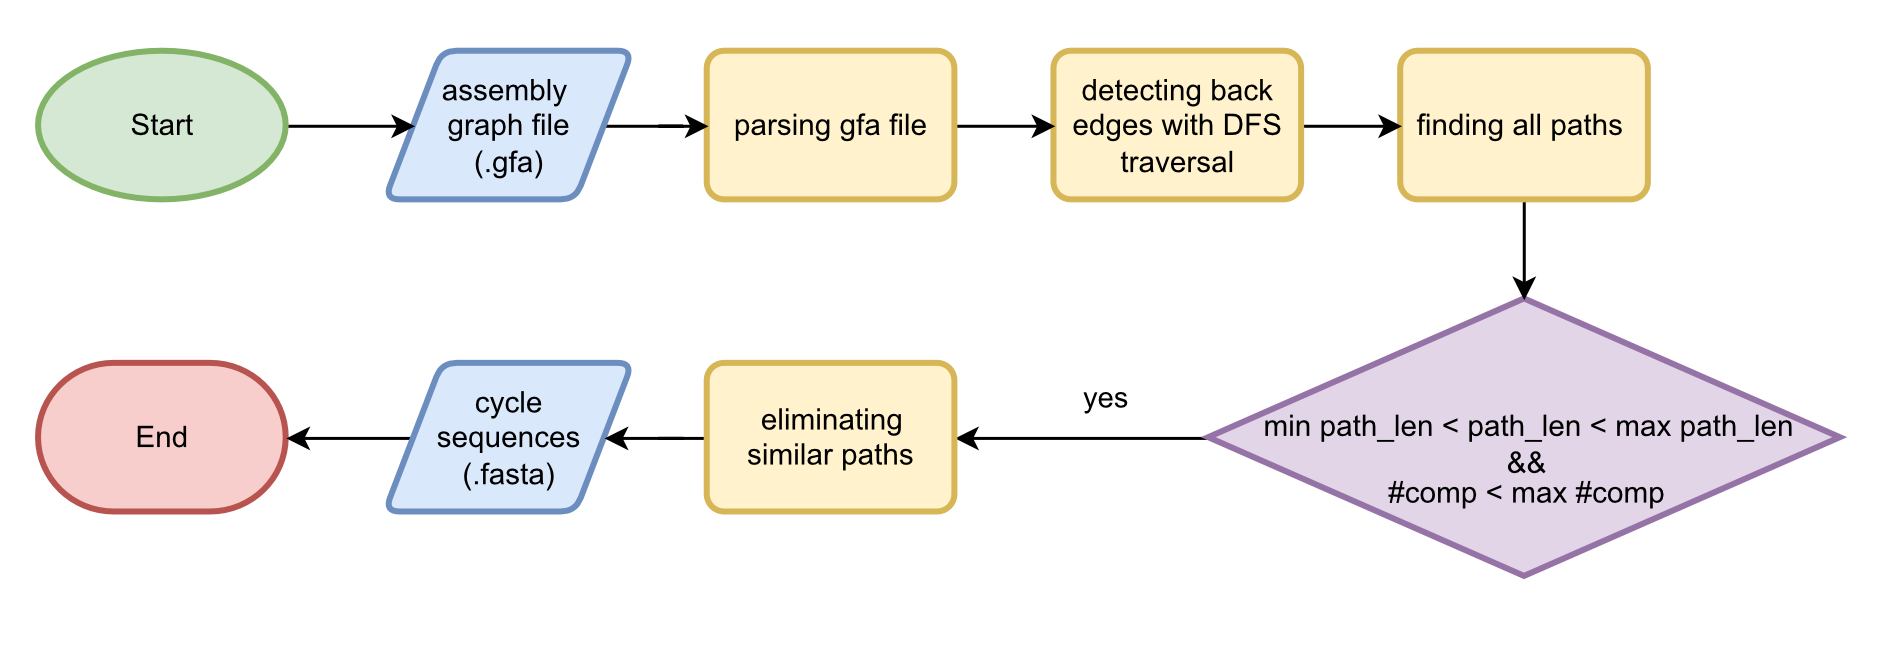 Start
assembly
graph file
(.gfa)
parsing gfa file
detecting back
edges with DFS
traversal
finding all paths
min path_len < path_len < max path_len
&&
#comp < max #comp
yes
eliminating
similar paths
cycle
sequences
(.fasta)
End